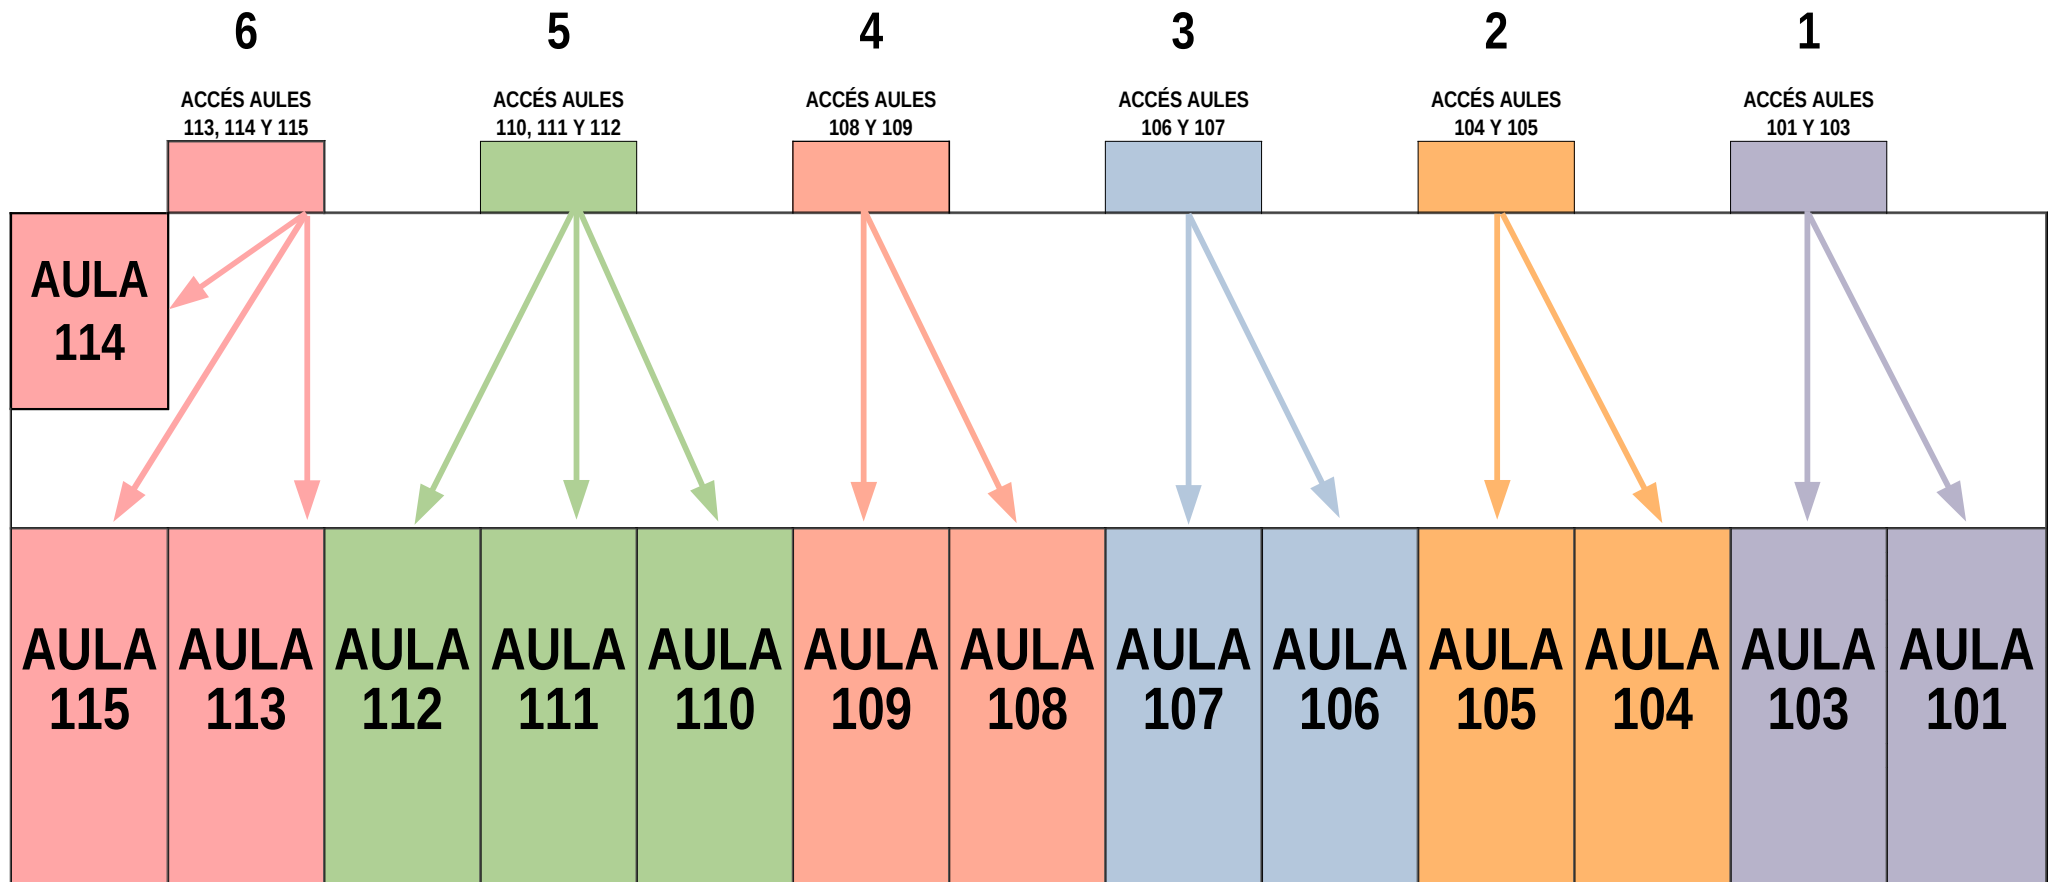 6
5
4
3
2
1
ACCÉS AULES
113, 114 Y 115
ACCÉS AULES
110, 111 Y 112
ACCÉS AULES
108 Y 109
ACCÉS AULES
106 Y 107
ACCÉS AULES
104 Y 105
ACCÉS AULES
101 Y 103
AULA
114
AULA
115
AULA
113
AULA
112
AULA
111
AULA
110
AULA
109
AULA
108
AULA
107
AULA
106
AULA
105
AULA
104
AULA
103
AULA
101